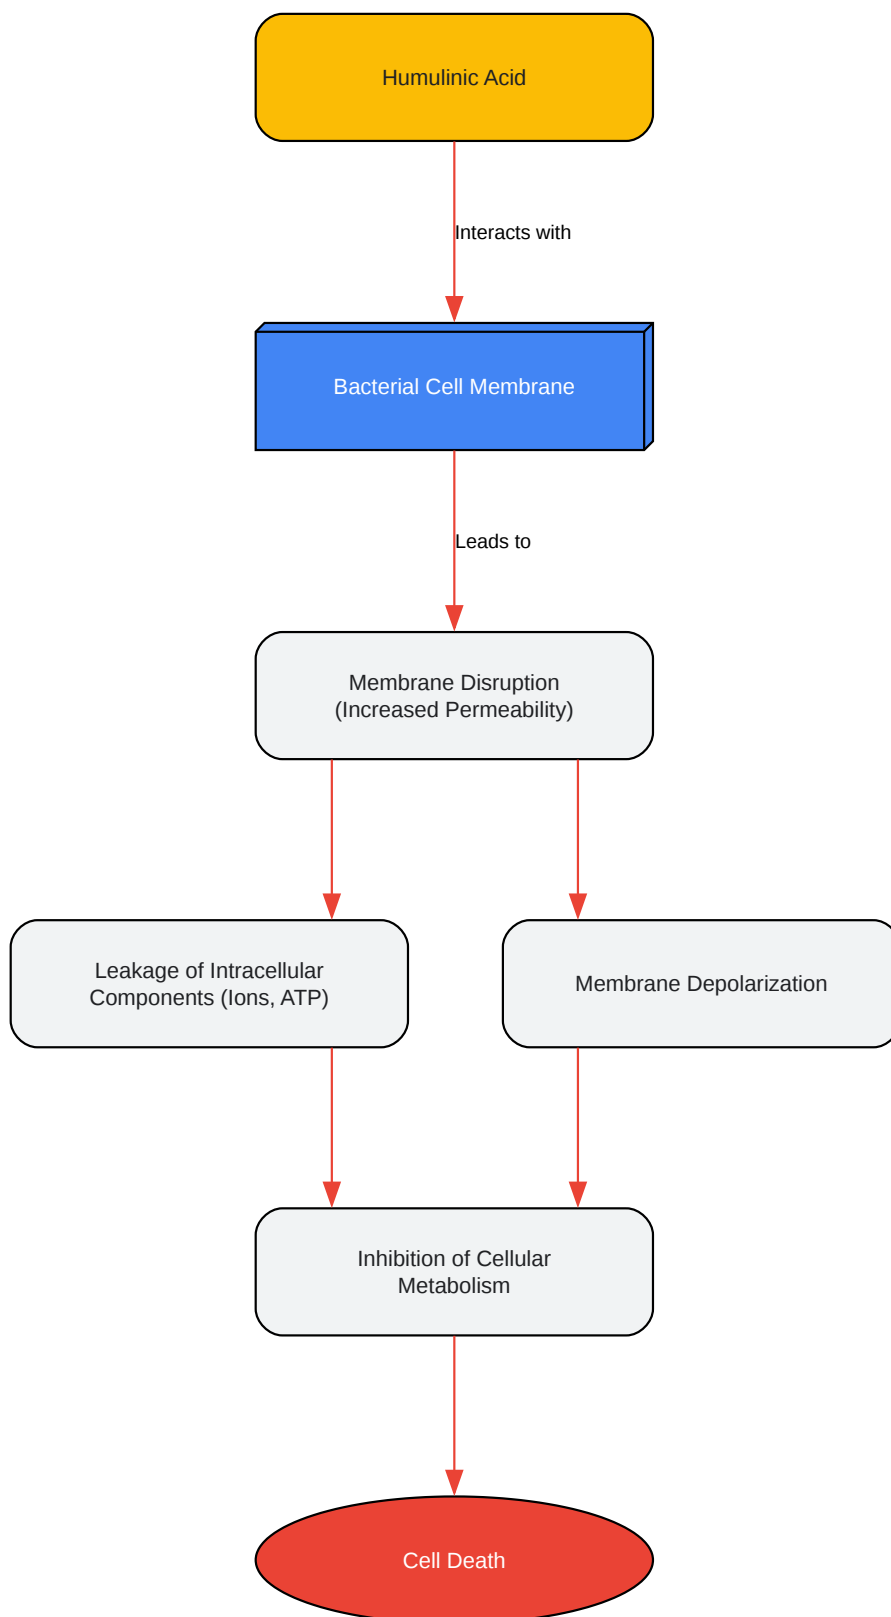 Humulinic Acid
Interacts with
Bacterial Cell Membrane
Leads to
Membrane Disruption
(Increased Permeability)
Leakage of Intracellular
Components (Ions, ATP)
Membrane Depolarization
Inhibition of Cellular
Metabolism
Cell Death